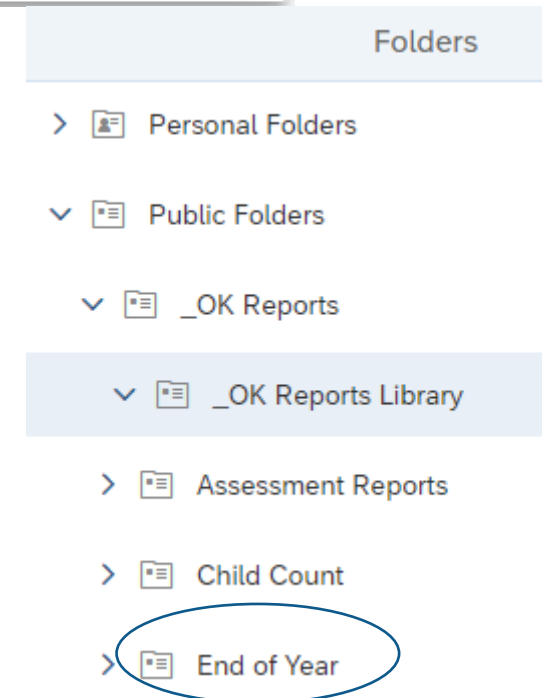 Folders
Personal Folders
Public Folders
_OK Reports
_OK Reports Library
Assessment Reports
Child Count
End of Year